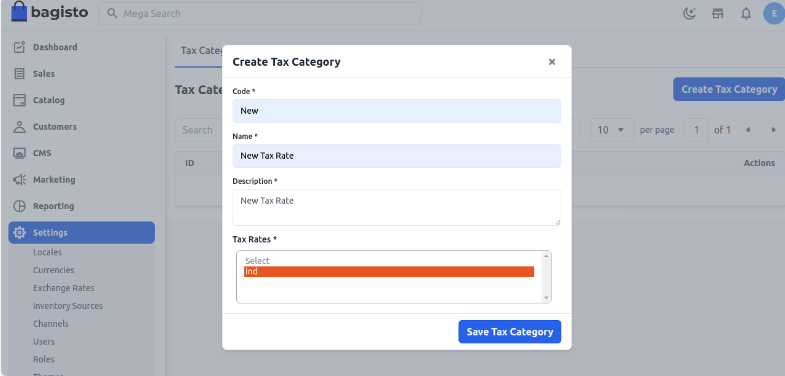 bagisto
Mega Search
E
Dashboard
Sales
Catalog
Customers
CMS
Marketing
Reporting
Settings
Locales
Currencies
Exchange Rates
Inventory Sources
Channels
Users
Roles
Tax Categ
Tax Cate
Create Tax Category
Search
10
per page
1
of 1
ID
Actions
Create Tax Category
Code *
New
Name *
New Tax Rate
Description *
New Tax Rate
Tax Rates *
Select
ind
Save Tax Category